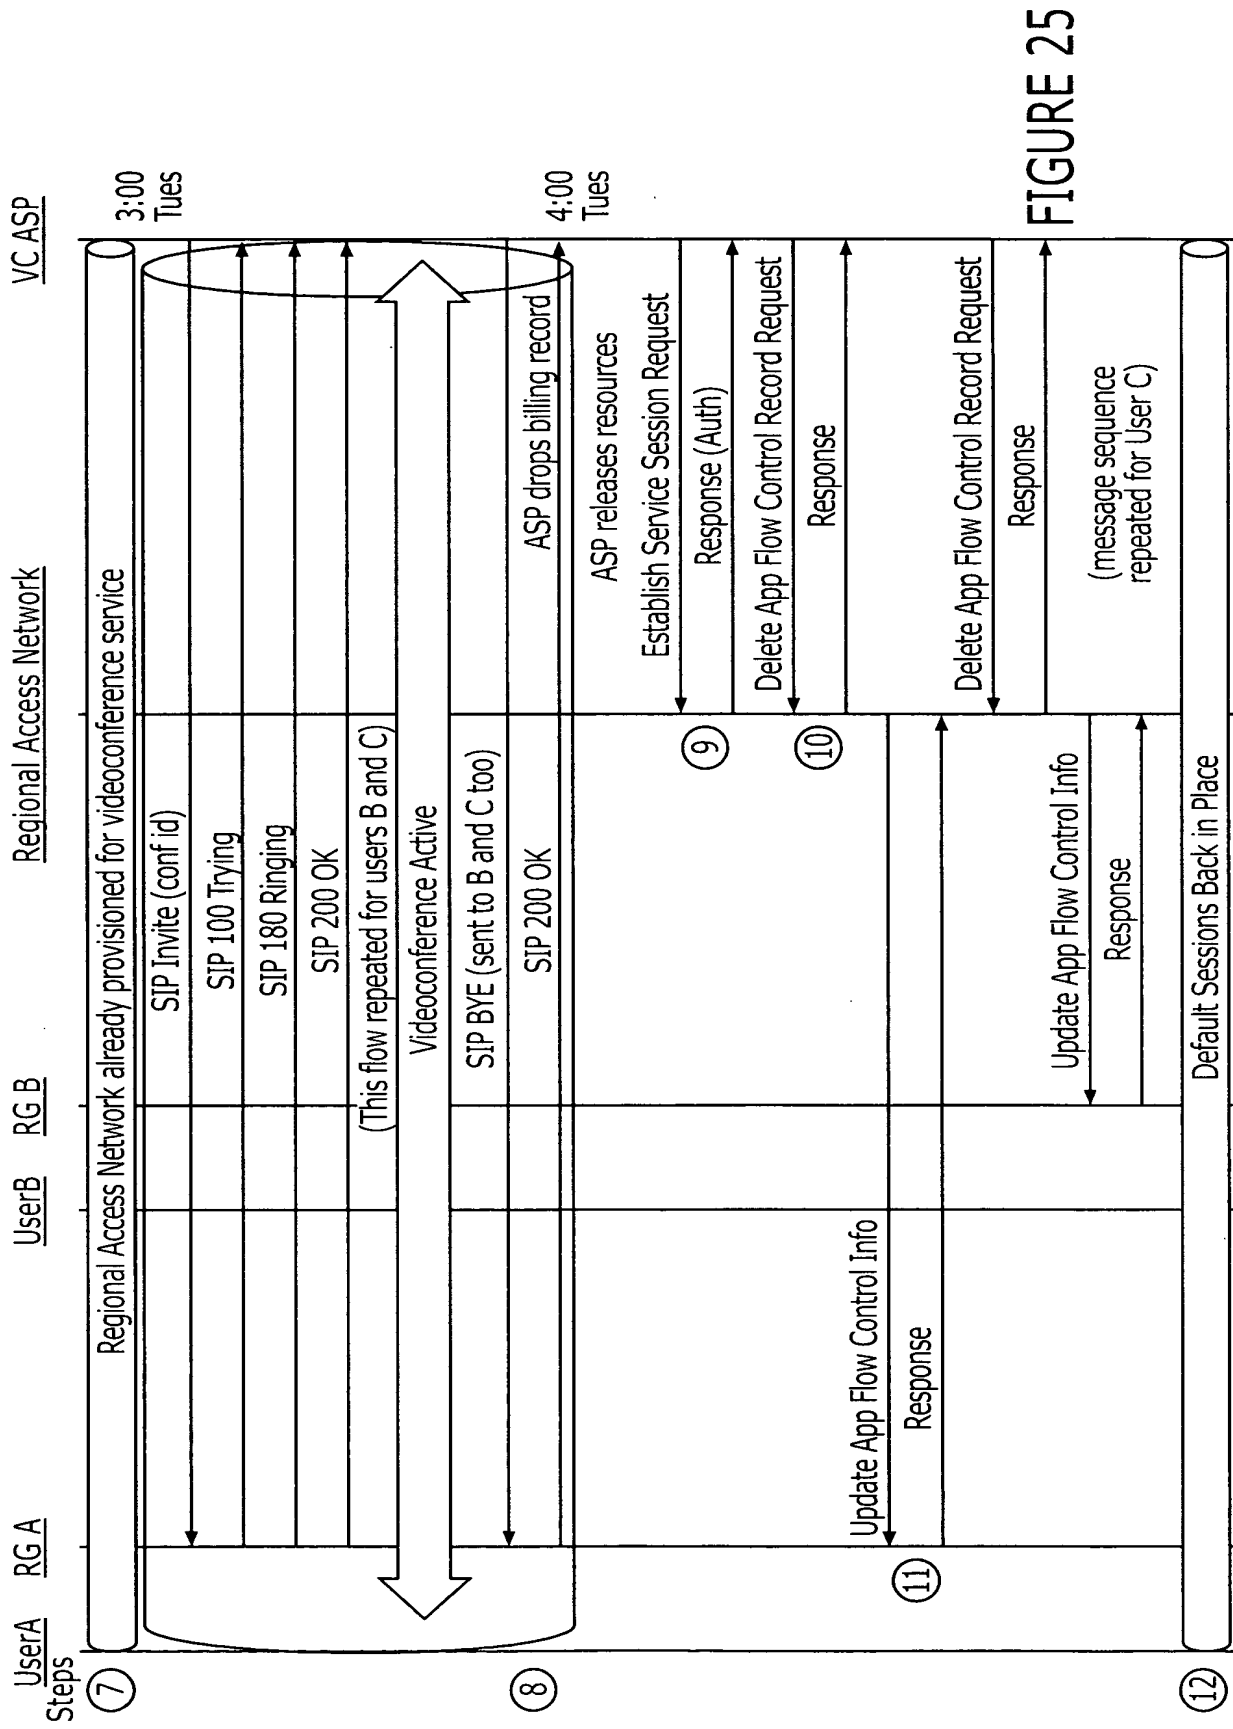 UserA
RG A
UserB
RG B
Regional Access Network
VC ASP
Steps
7
Regional Access Network already provisioned for videoconference service
3:00
Tues
SIP Invite (conf id)
SIP 100 Trying
SIP 180 Ringing
SIP 200 OK
(This flow repeated for users B and C)
Videoconference Active
SIP BYE (sent to B and C too)
8
SIP 200 OK
ASP drops billing record
4:00
Tues
ASP releases resources
Establish Service Session Request
9
Response (Auth)
Delete App Flow Control Record Request
10
Response
Update App Flow Control Info
11
Response
Delete App Flow Control Record Request
Response
Update App Flow Control Info
Response
(message sequence
repeated for User C)
12
Default Sessions Back in Place
FIGURE 25